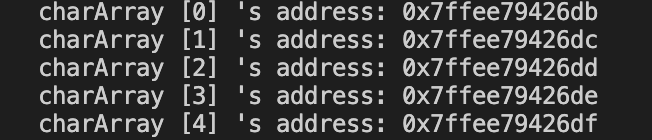 charArray [0] 's address: 0x7ffee79426db
charArray [1] 's address: 0x7ffee79426dc
charArray [2] 's address: 0x7ffee79426dd
charArray [3] 's address: 0x7ffee79426de
charArray [4] 's address: 0x7ffee79426df